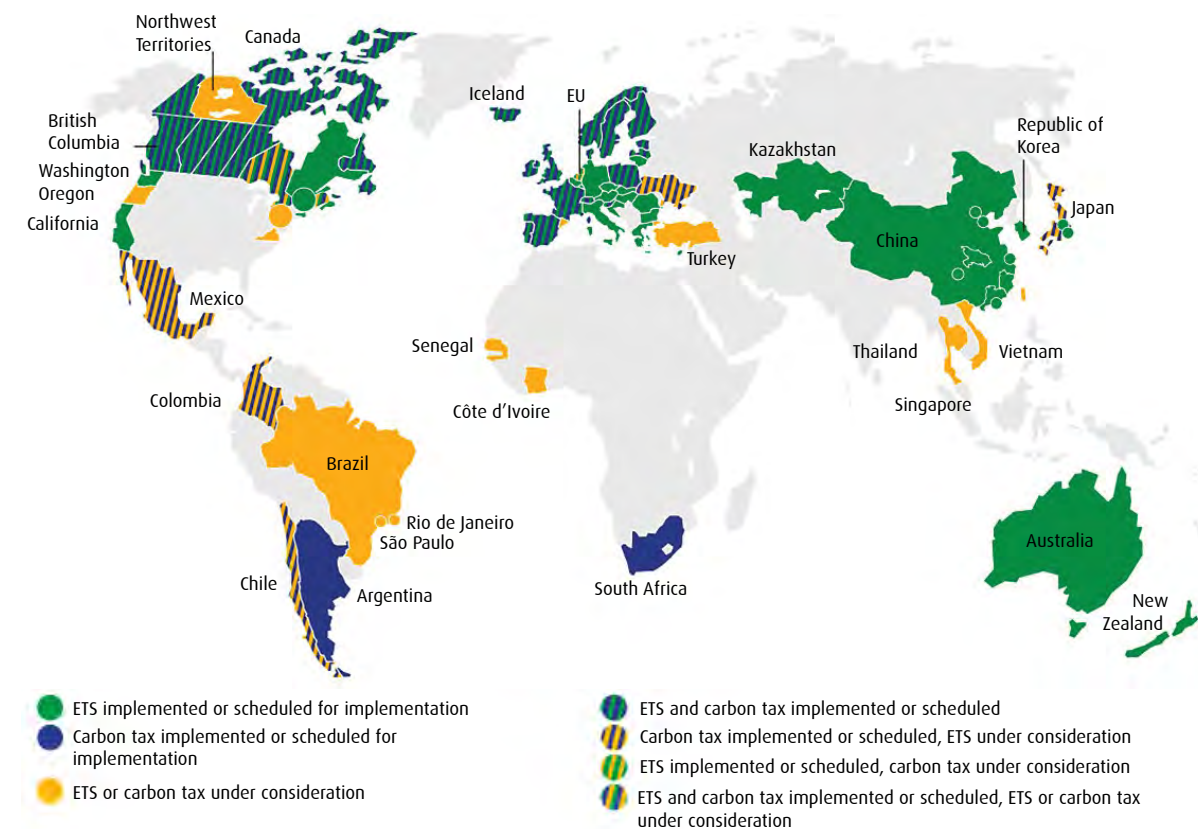 Northwest
Territories
Canada
British
Columbia
Washington
Oregon
California
Mexico
Iceland
EU
Kazakhstan
Republic of
Korea
Japan
China
Turkey
Senegal
Côte d'Ivoire
Thailand
Vietnam
Singapore
Colombia
Brazil
Rio de Janeiro
São Paulo
Chile
Argentina
South Africa
Australia
New
Zealand
ETS implemented or scheduled for implementation
Carbon tax implemented or scheduled for
implementation
ETS or carbon tax under consideration
ETS and carbon tax implemented or scheduled
Carbon tax implemented or scheduled, ETS under consideration
ETS implemented or scheduled, carbon tax under consideration
ETS and carbon tax implemented or scheduled, ETS or carbon tax
under consideration